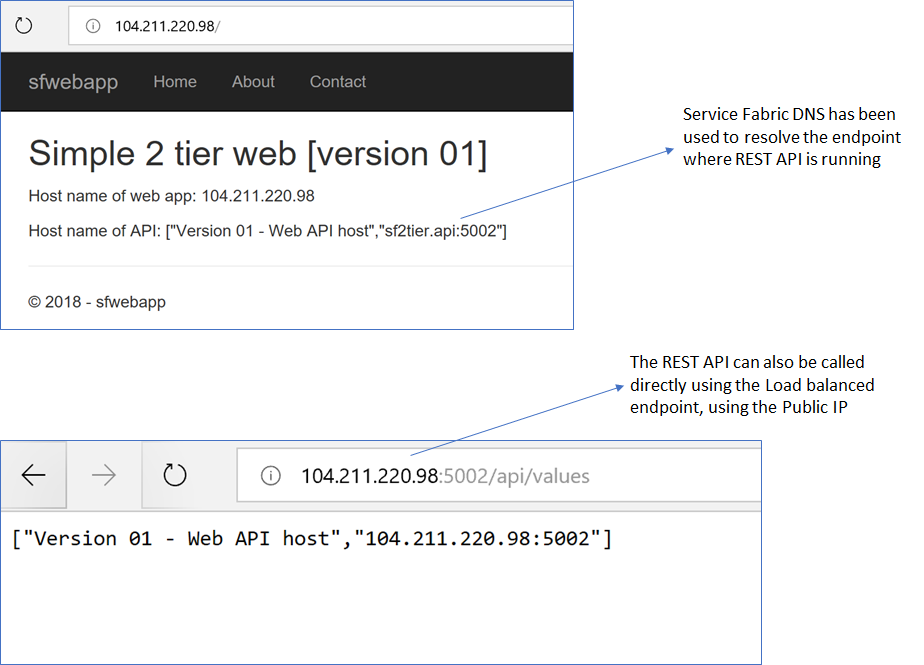 104.211.220.98/
sfwebapp Home About Contact
Simple 2 tier web [version 01]
Host name of web app: 104.211.220.98
Host name of API: ["Version 01 - Web API host","sf2tier.api:5002"]
© 2018 - sfwebapp
Service Fabric DNS has been
used to resolve the endpoint
where REST API is running
The REST API can also be called
directly using the Load balanced
endpoint, using the Public IP
104.211.220.98:5002/api/values
["Version 01 - Web API host","104.211.220.98:5002"]